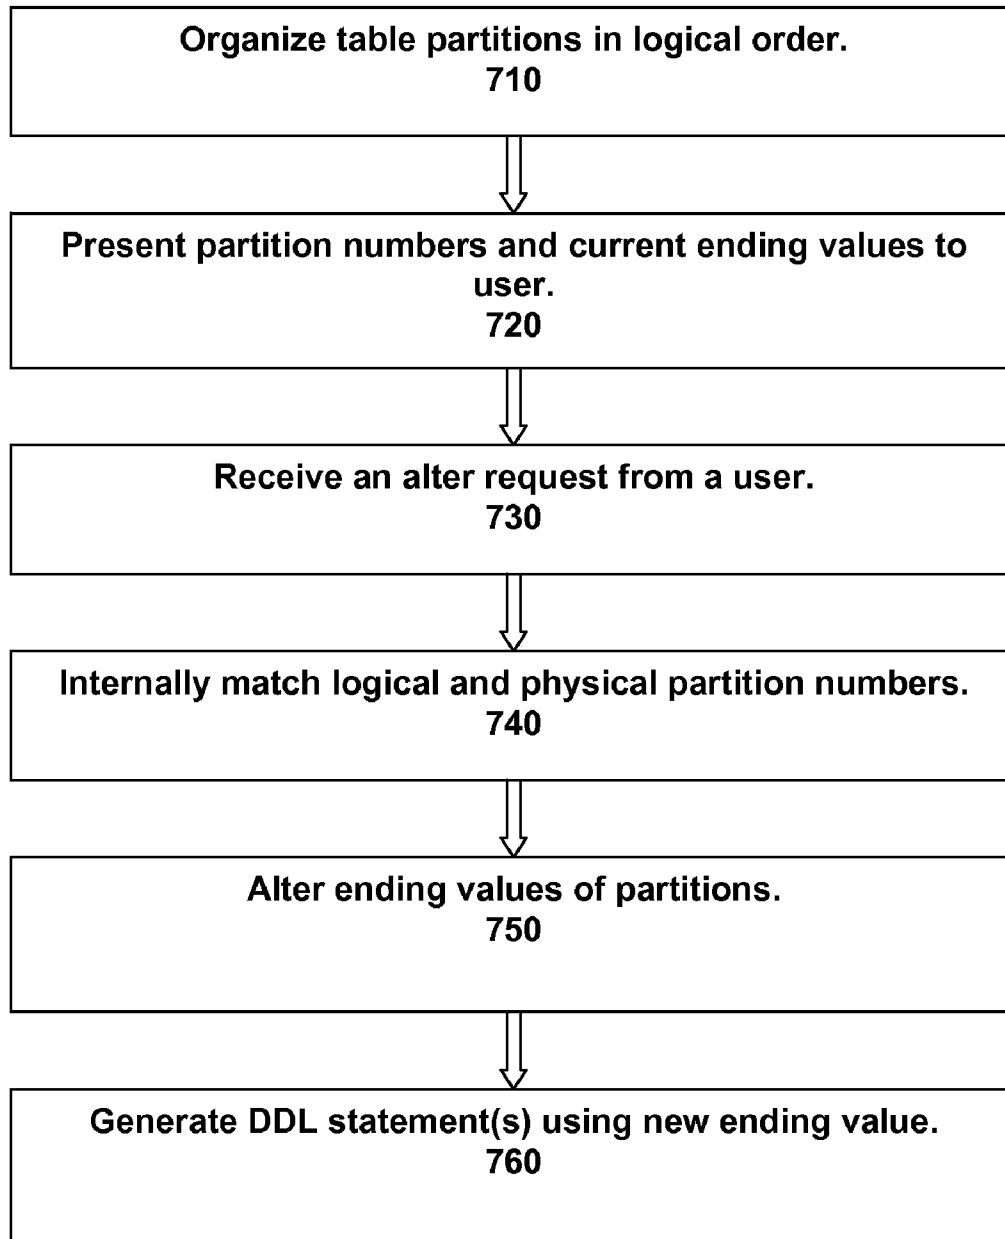 Organize table partitions in logical order.
710
Present partition numbers and current ending values to
user.
720
Receive an alter request from a user.
730
Internally match logical and physical partition numbers.
740
Alter ending values of partitions.
750
Generate DDL statement(s) using new ending value.
760